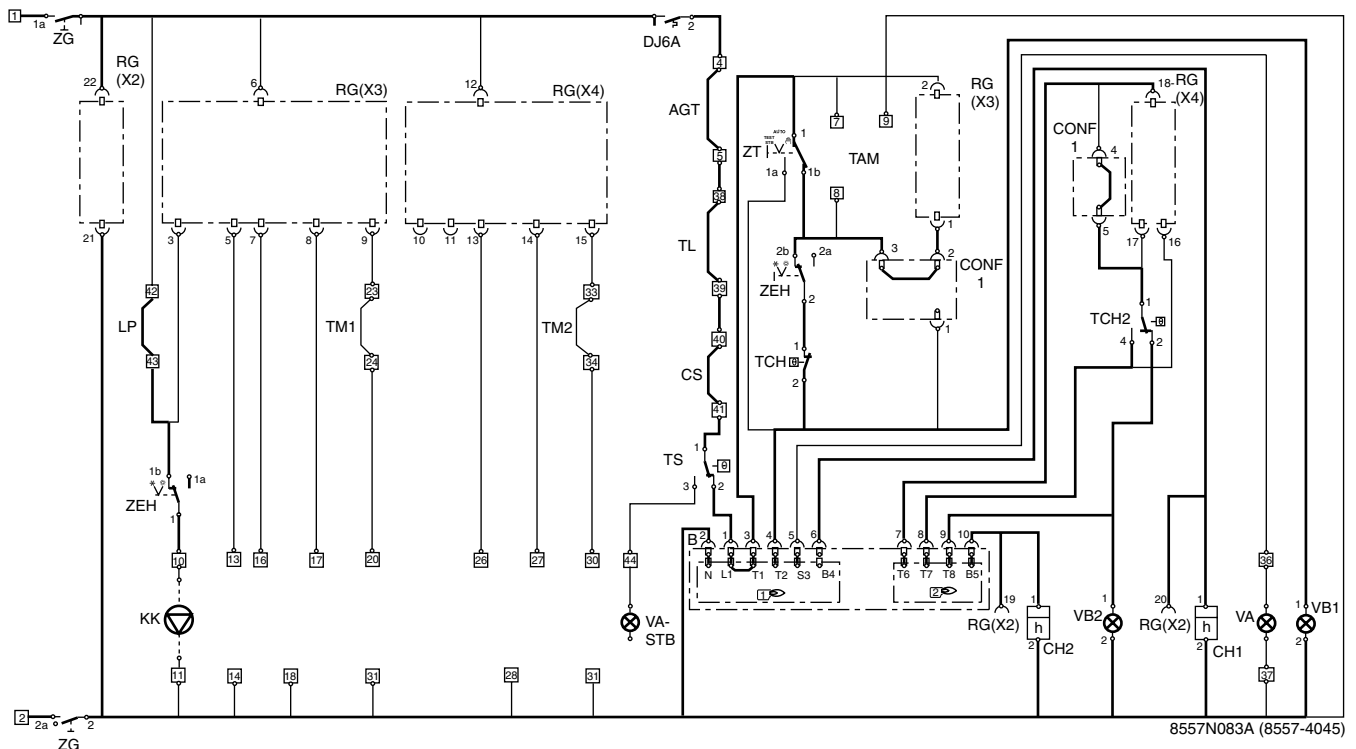 1
1a
ZG
22
RG
(X2)
6
RG(X3)
12
RG(X4)
DJ6A
2
4
AGT
5
38
TL
39
40
CS
41
TS
1
3
2
21
3
5
7
8
9
10
11
13
14
15
42
LP
43
23
TM1
24
33
TM2
34
1b
1a
ZEH
1
10
13
16
17
20
26
27
30
44
KK
VA-
STB
11
14
18
31
28
31
2
2a
2
ZG
AUTO
TEST
STB
ZT
1
1a
1b
7
9
TAM
8
2
RG
(X3)
1
2b
2a
ZEH
2
3
2
CONF
1
1
1
TCH
θ
2
θ
CONF
1
4
5
18
RG
(X4)
17
16
1
TCH2
θ
4
2
B
2
1
3
4
5
6
7
8
9
10
N
L1
T1
T2
S3
B4
T6
T7
T8
B5
1
2
19
RG(X2)
1
h
2
CH2
1
VB2
2
20
RG(X2)
1
h
2
CH1
36
VA
37
1
VB1
2
8557N083A (8557-4045)